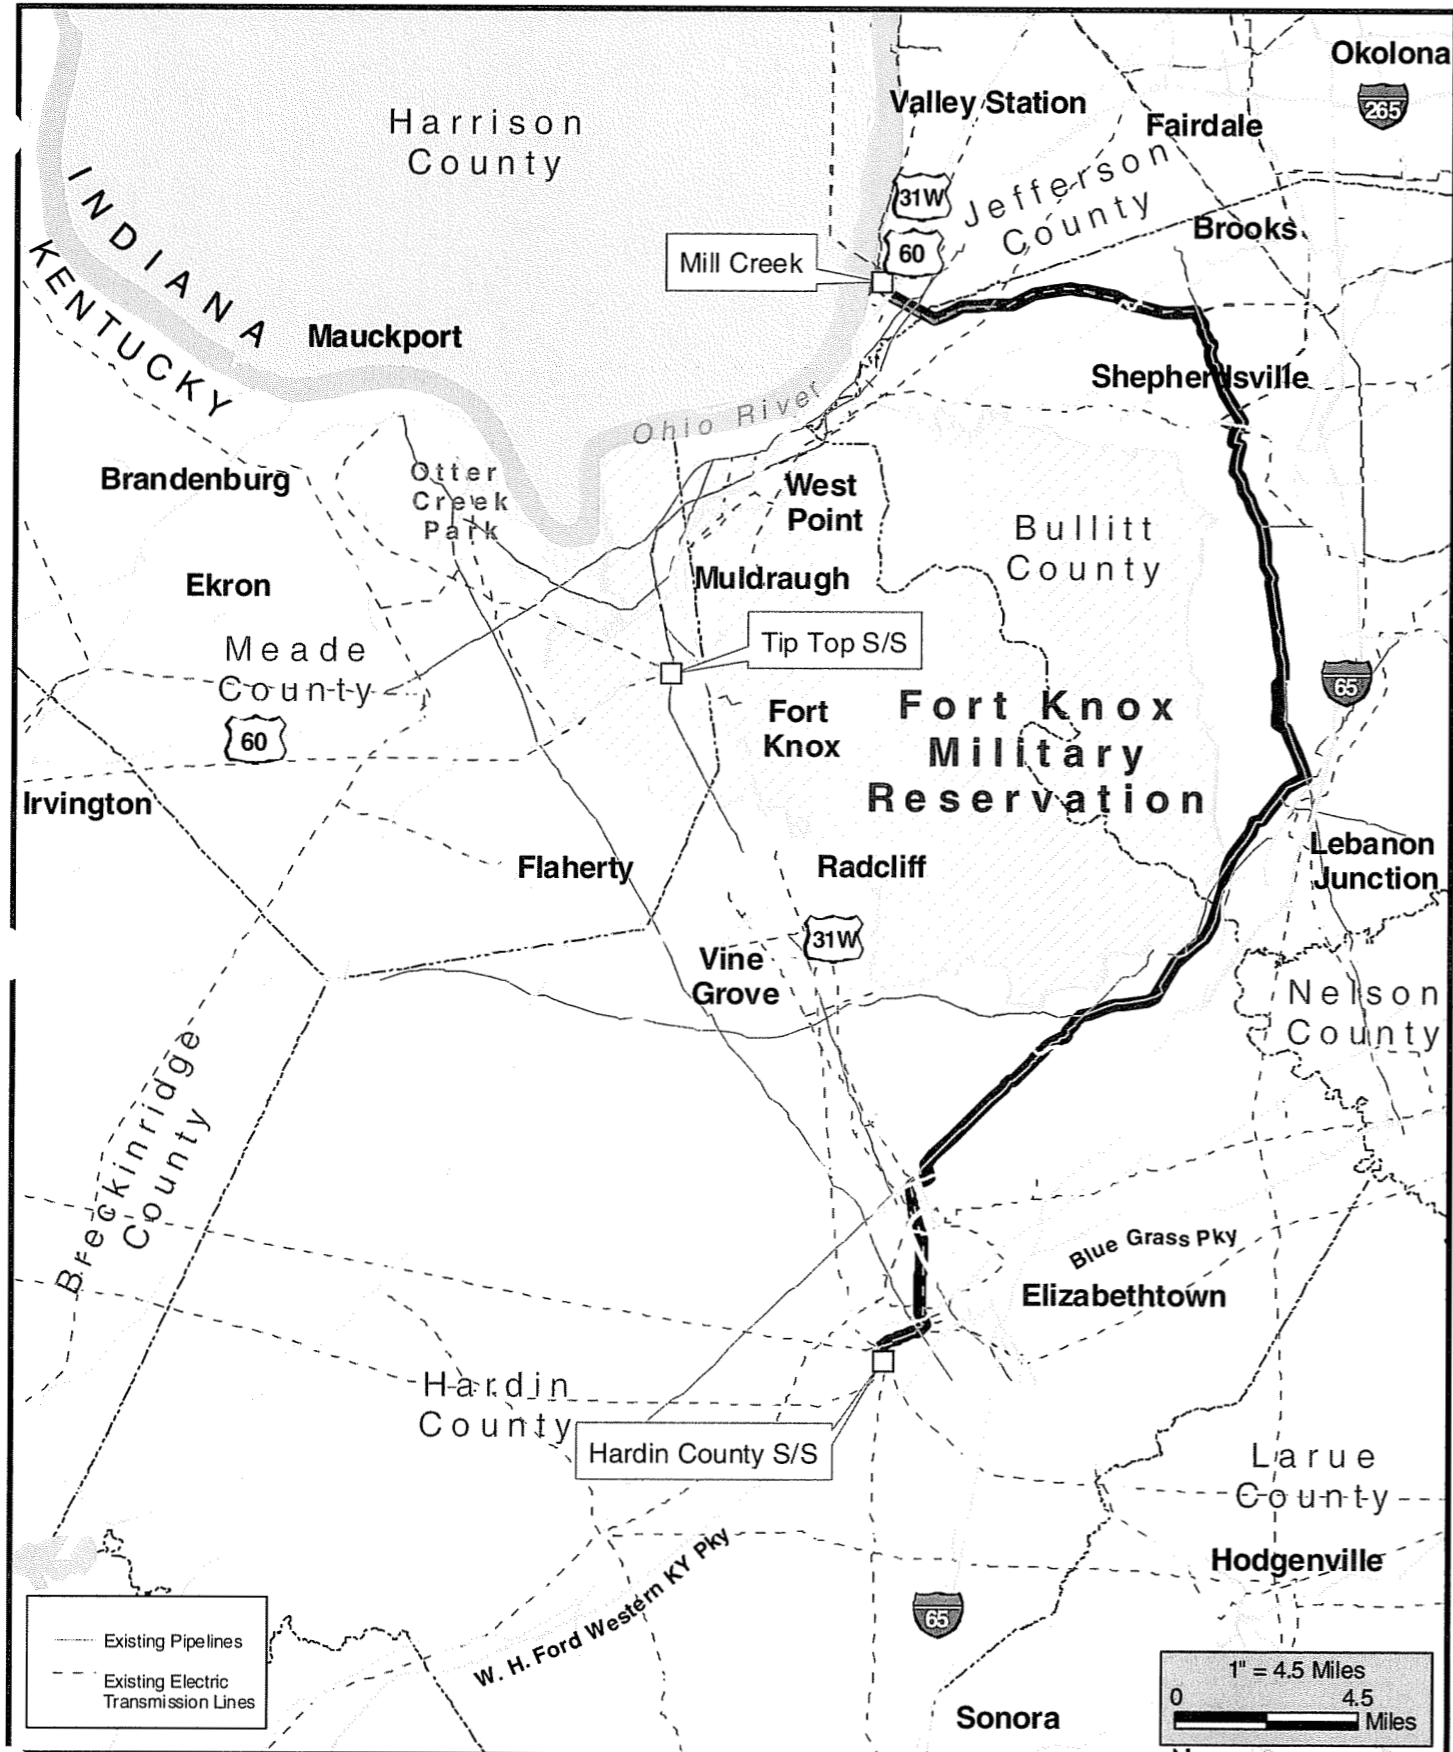 Okolona
265
Valley Station
Fairdale
Harrison
County
Jefferson
County
31W
60
Brooks
Mill Creek
INDIANA
KENTUCKY
Mauckport
Shepherdsville
Ohio River
Brandenburg
Otter
Creek
Park
West
Point
Bullitt
County
Ekron
Muldraugh
Meade
County
Tip Top S/S
60
65
Fort
Knox
Fort Knox
Military
Reservation
Irvington
Flaherty
Radcliff
Lebanon
Junction
31W
Vine
Grove
Nelson
County
Breckinridge
County
Blue Grass Pky
Elizabethtown
Hardin
County
Hardin County S/S
Larue
County
Hodgenville
W. H. Ford Western KY Pky
65
Sonora
Existing Pipelines
Existing Electric
Transmission Lines
1" = 4.5 Miles
0 4.5
Miles